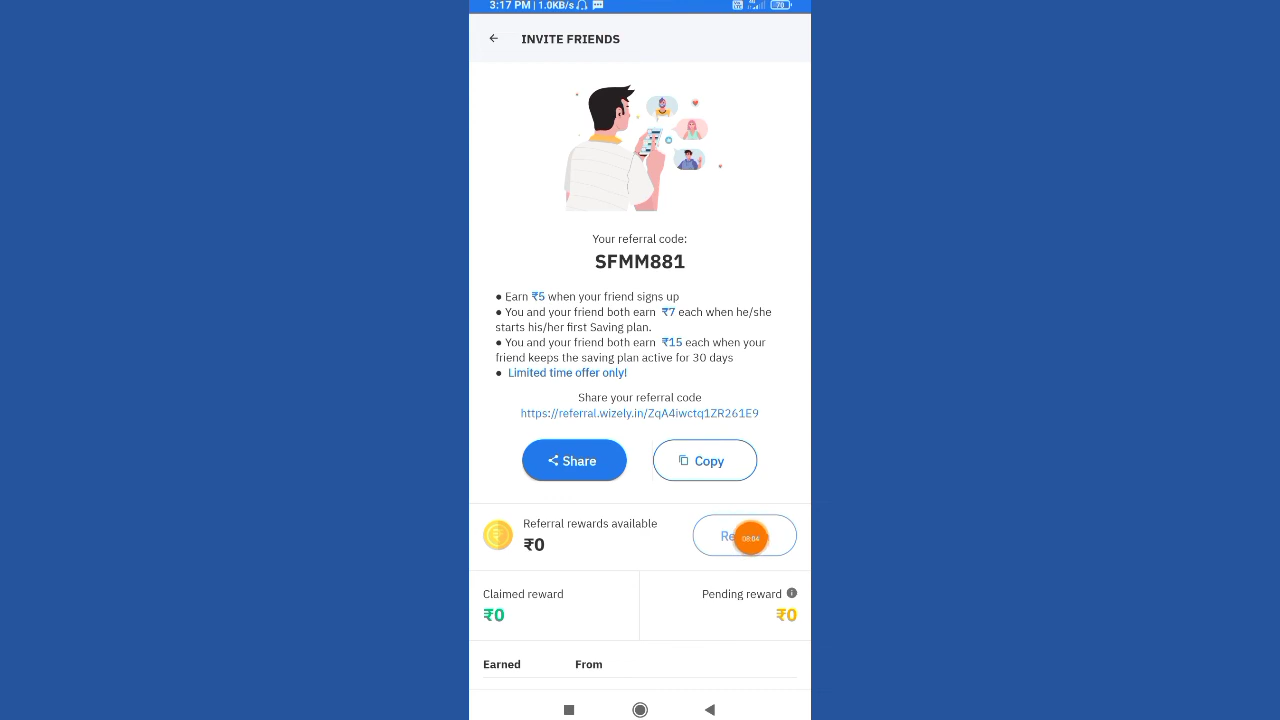 3:17 PM | 1.0KB/s
70
INVITE FRIENDS
Your referral code:
SFMM881
● Earn ₹5 when your friend signs up
● You and your friend both earn ₹7 each when he/she
starts his/her first Saving plan.
● You and your friend both earn ₹15 each when your
friend keeps the saving plan active for 30 days
● Limited time offer only!
Share your referral code
https://referral.wizely.in/ZqA4iwctq1ZR261E9
Share
Copy
Referral rewards available
₹0
08:04
Claimed reward
Pending reward
₹0
₹0
Earned From